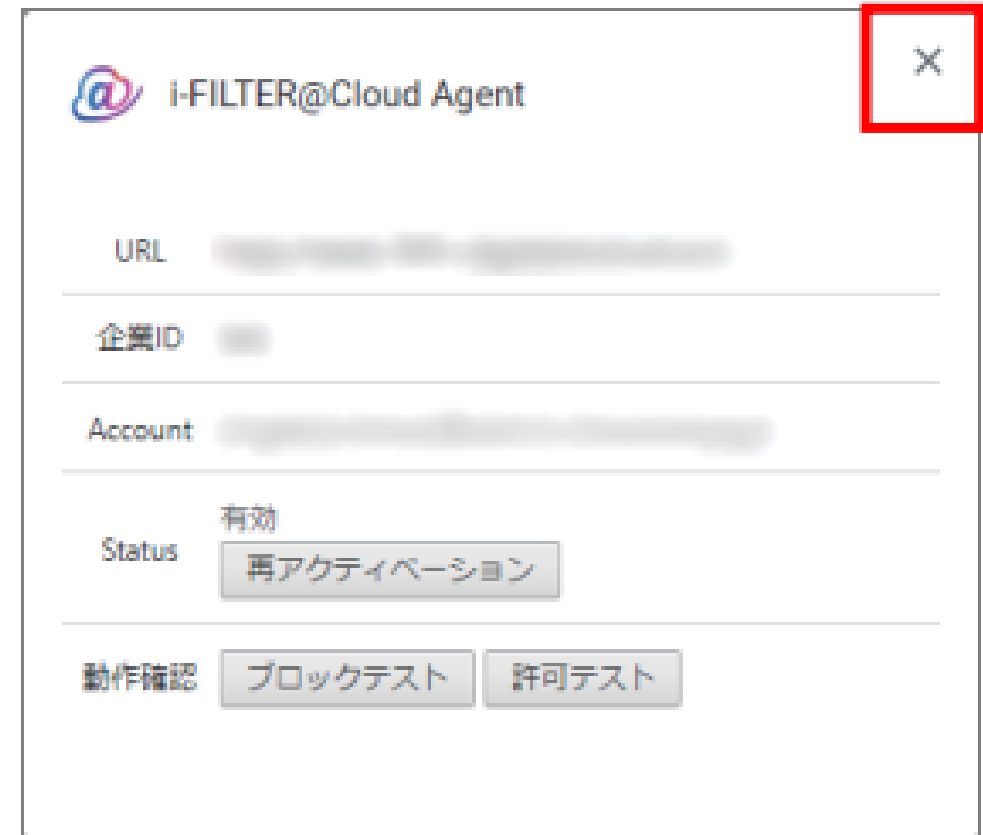 i-FILTER@Cloud Agent
URL
企業ID
Account
Status
有効
再アクティベーション
動作確認
ブロックテスト
許可テスト